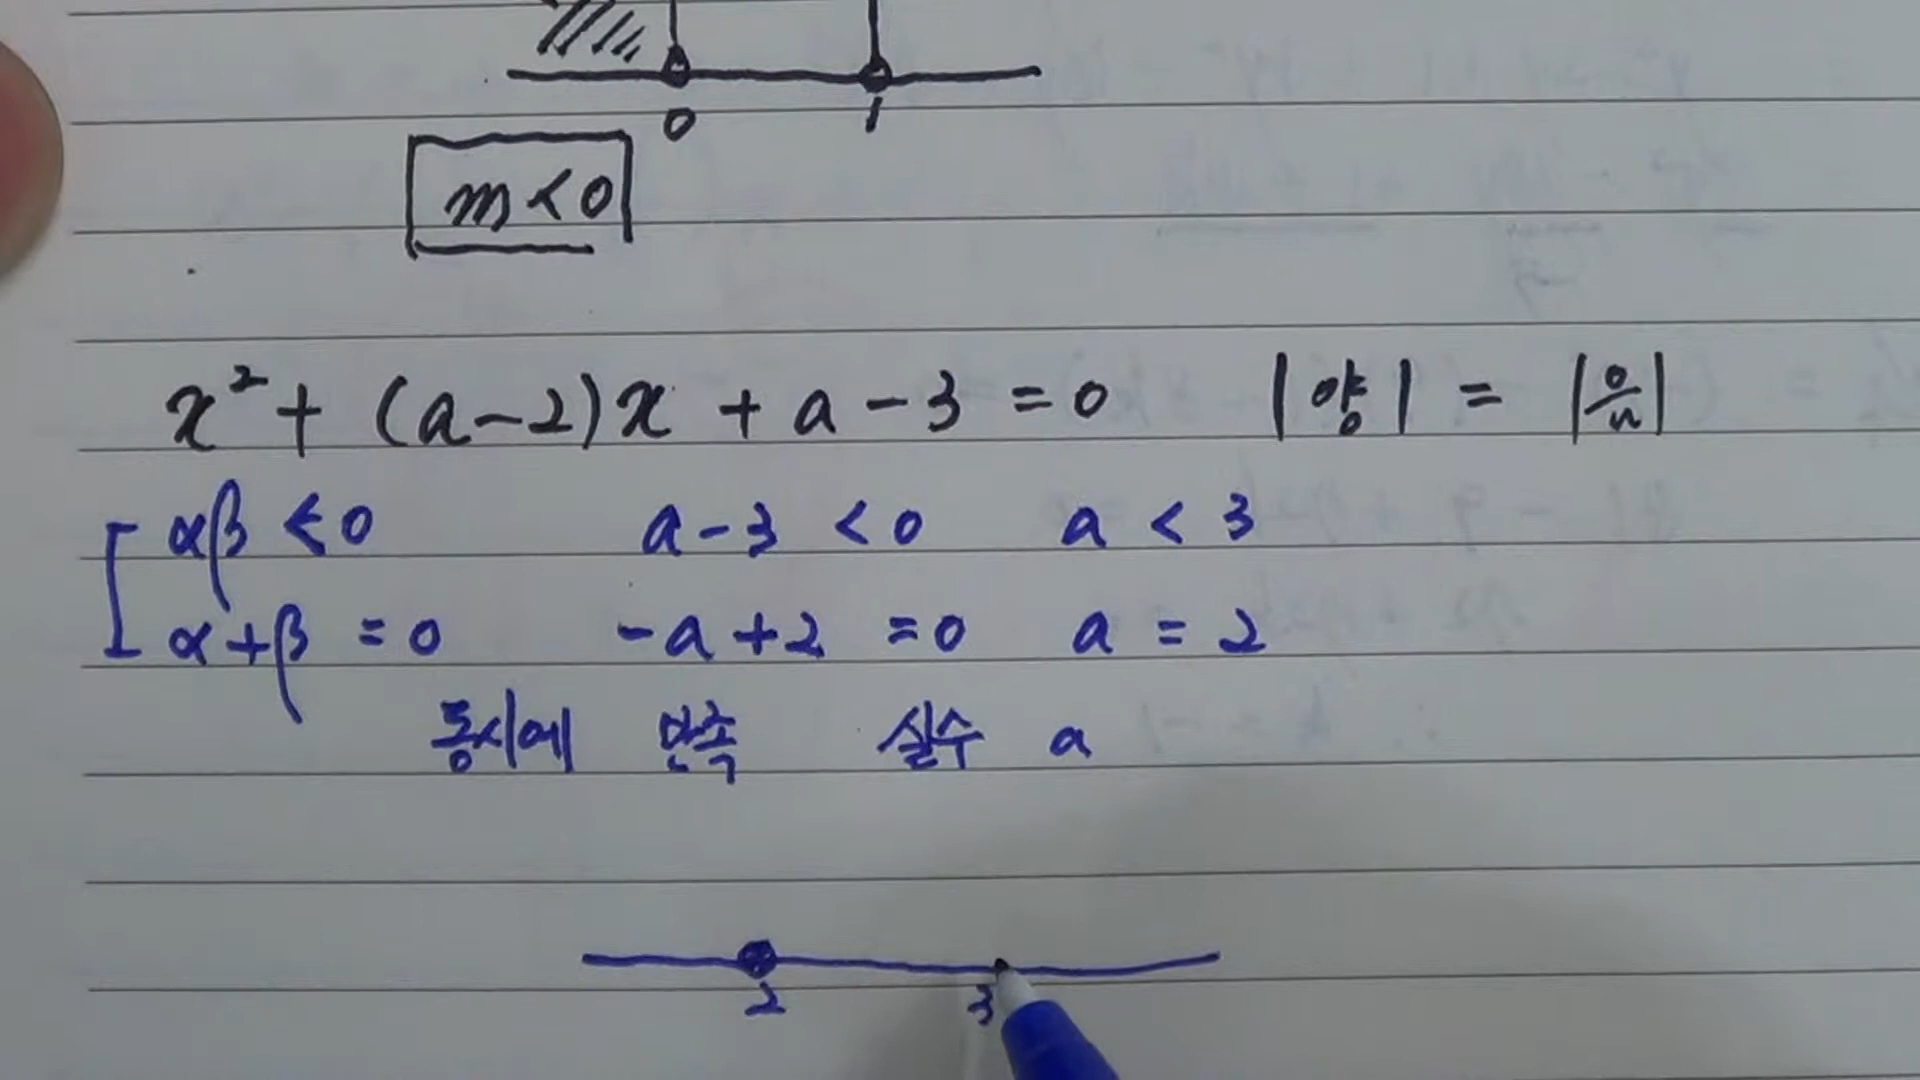 0 1
m < 0
x² + (a-2)x + a - 3 = 0 |양| = |음|
αβ < 0 a - 3 < 0 a < 3
α + β = 0 -a + 2 = 0 a = 2
동시에 만족 실수 a
2 3